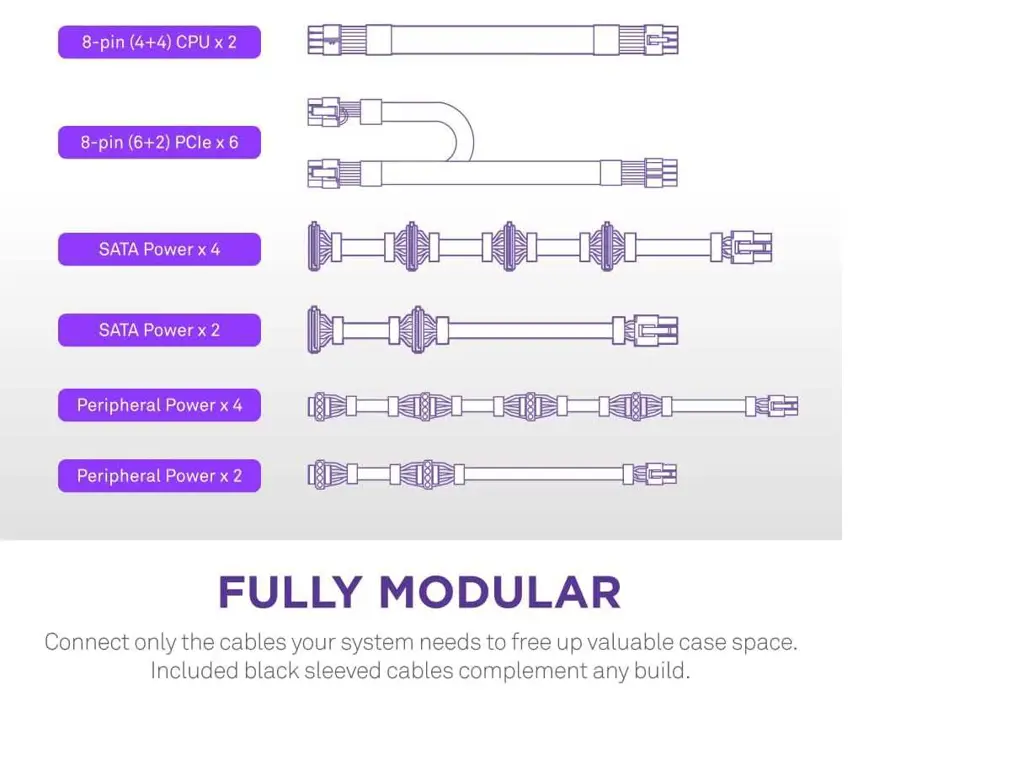 8-pin (4+4) CPU x 2
8-pin (6+2) PCIe x 6
SATA Power x 4
SATA Power x 2
Peripheral Power x 4
Peripheral Power x 2
FULLY MODULAR
Connect only the cables your system needs to free up valuable case space.
Included black sleeved cables complement any build.